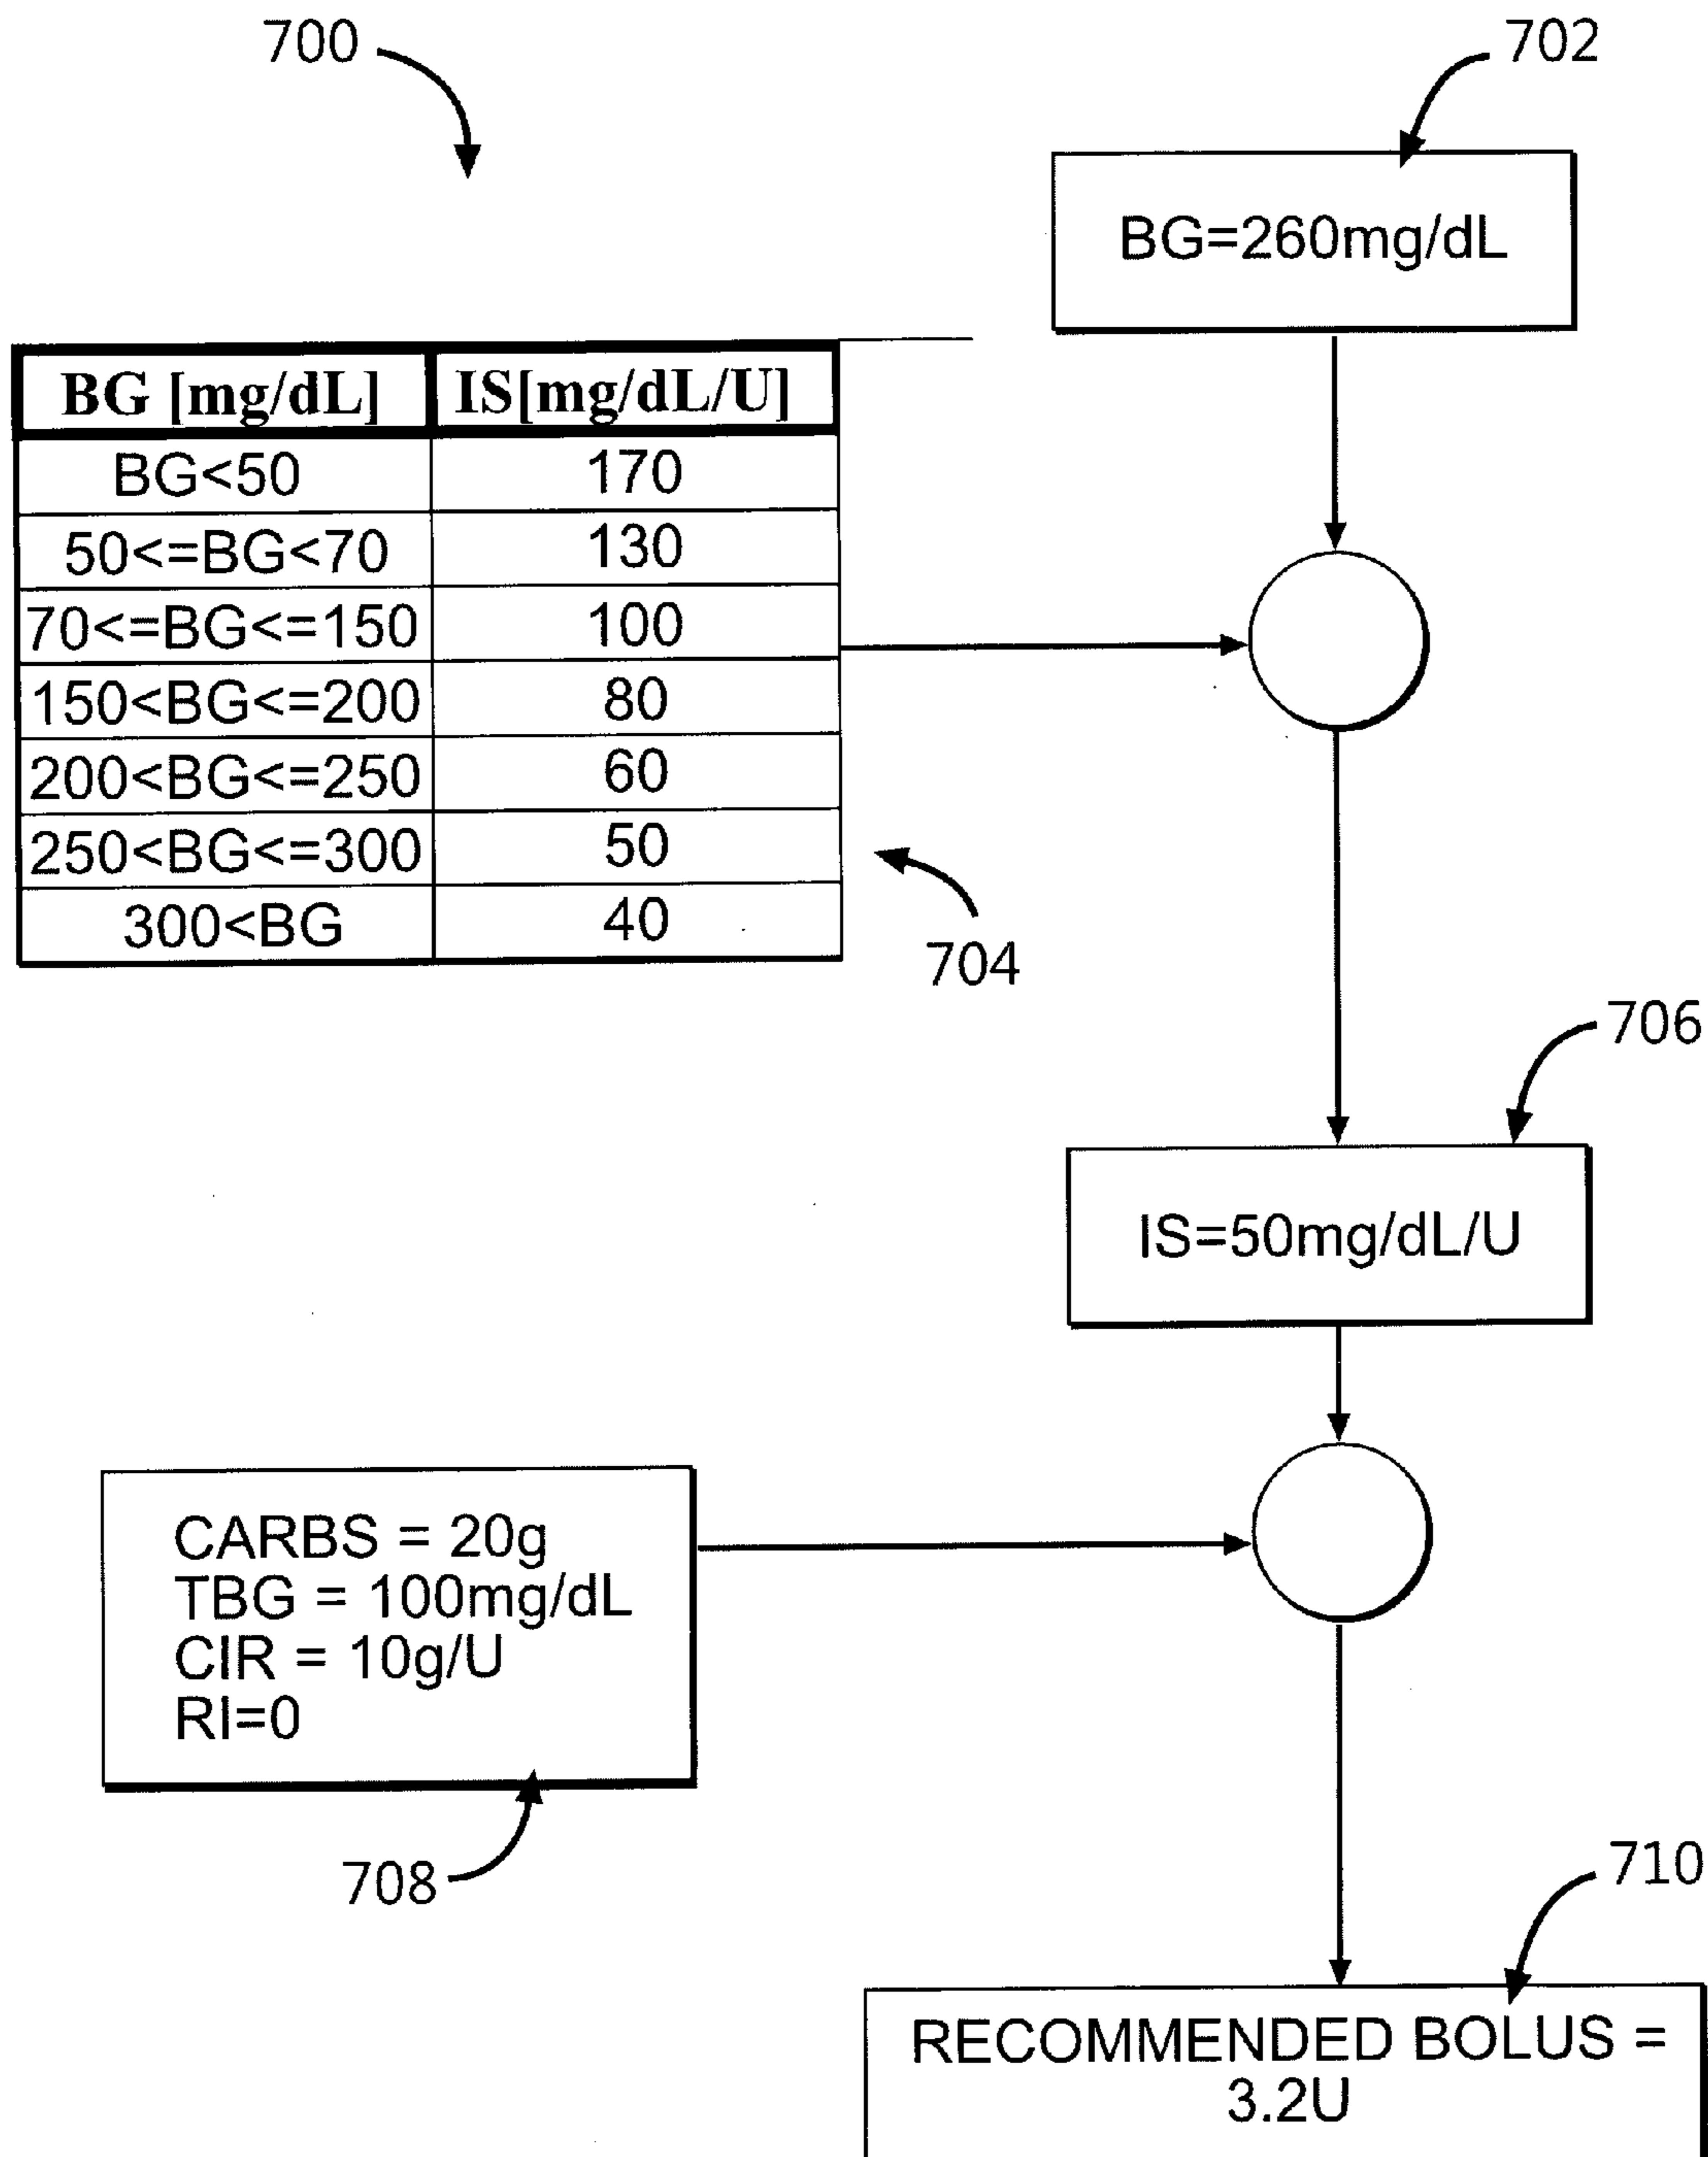 700
702
BG=260mg/dL
BG [mg/dL] IS[mg/dL/U]
BG<50 170
50<=BG<70 130
70<=BG<=150 100
150<BG<=200 80
200<BG<=250 60
250<BG<=300 50
300<BG 40
704
706
IS=50mg/dL/U
CARBS = 20g
TBG = 100mg/dL
CIR = 10g/U
RI=0
708
710
RECOMMENDED BOLUS =
3.2U